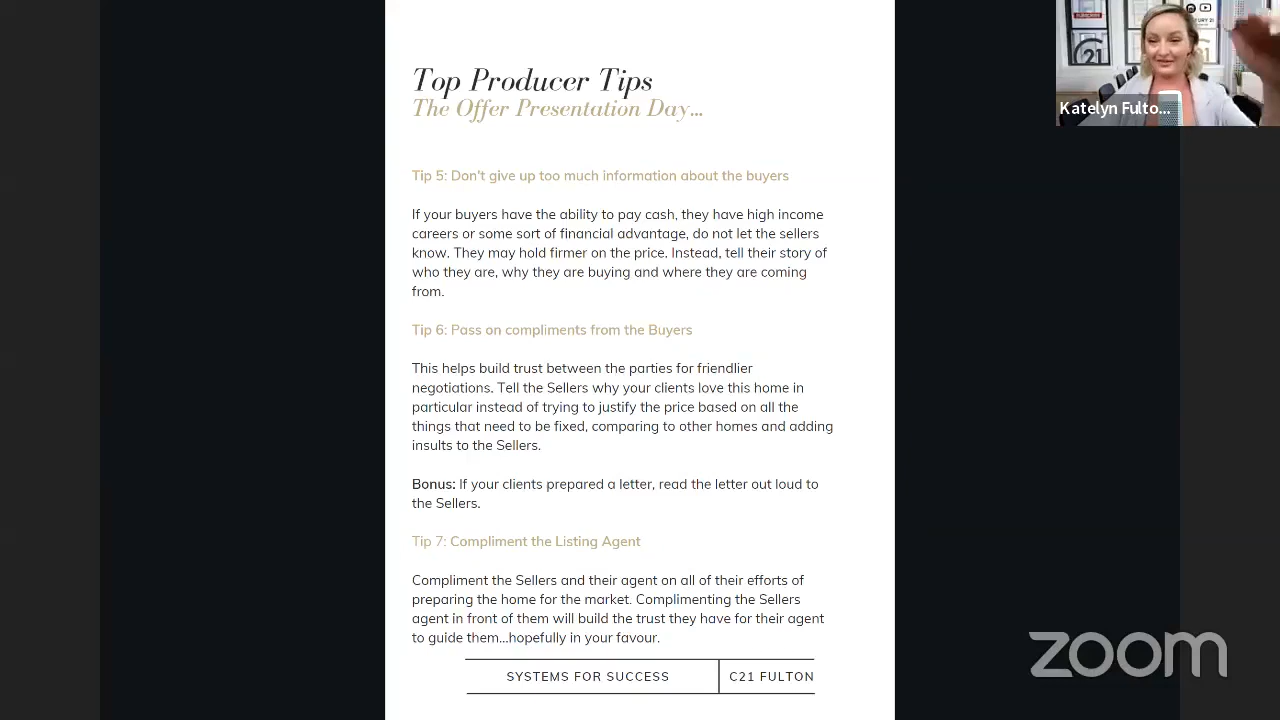 Top Producer Tips
The Offer Presentation Day...
Tip 5: Don't give up too much information about the buyers
If your buyers have the ability to pay cash, they have high income
careers or some sort of financial advantage, do not let the sellers
know. They may hold firmer on the price. Instead, tell their story of
who they are, why they are buying and where they are coming
from.
Tip 6: Pass on compliments from the Buyers
This helps build trust between the parties for friendlier
negotiations. Tell the Sellers why your clients love this home in
particular instead of trying to justify the price based on all the
things that need to be fixed, comparing to other homes and adding
insults to the Sellers.
Bonus: If your clients prepared a letter, read the letter out loud to
the Sellers.
Tip 7: Compliment the Listing Agent
Compliment the Sellers and their agent on all of their efforts of
preparing the home for the market. Complimenting the Sellers
agent in front of them will build the trust they have for their agent
to guide them...hopefully in your favour.
SYSTEMS FOR SUCCESS
C21 FULTON
Katelyn Fulto...
zoom